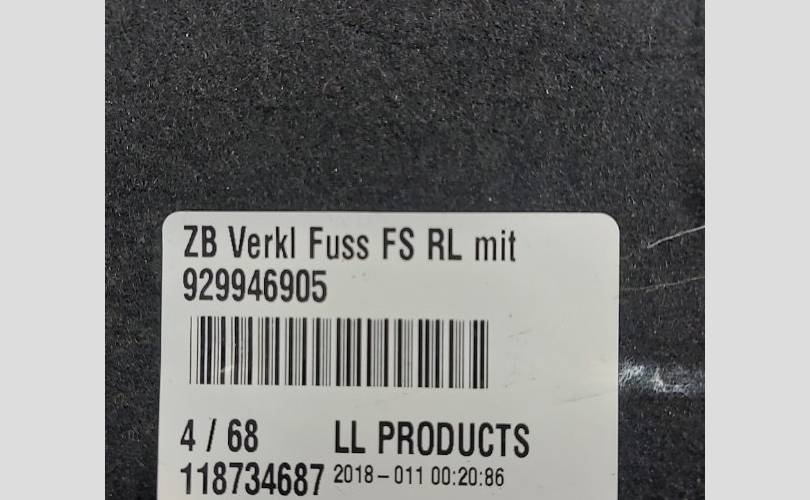 ZB Verkl Fuss FS RL mit
929946905
4 / 68 LL PRODUCTS
118734687 2018-011 00:20:86